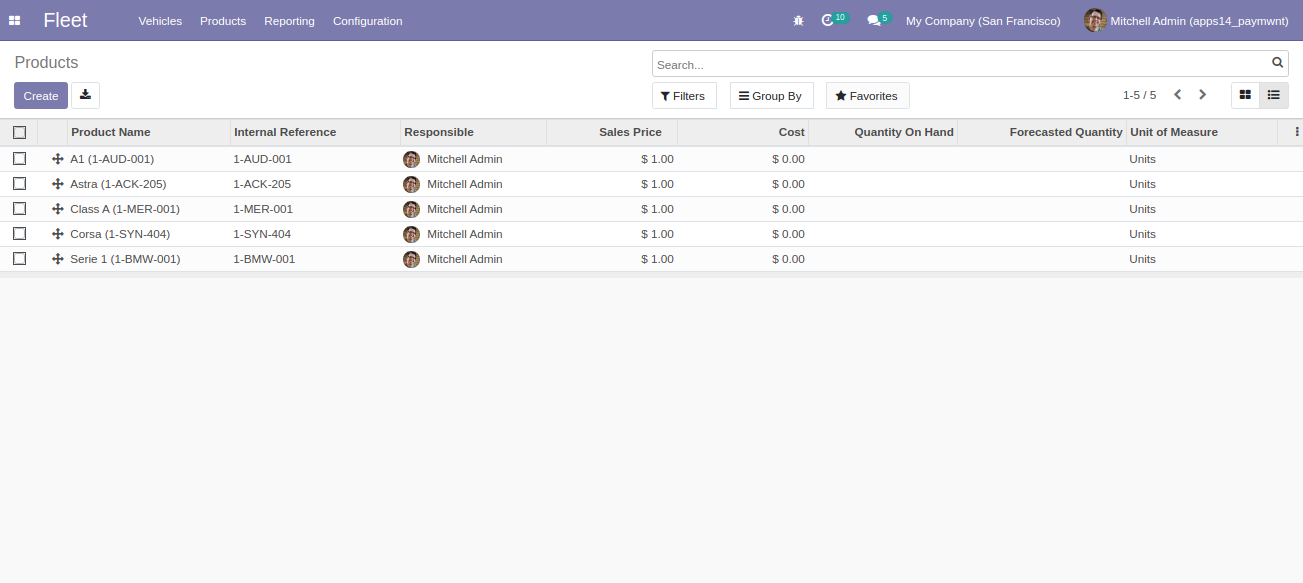 Fleet Vehicles Products Reporting Configuration 10 5 My Company (San Francisco) Mitchell Admin (apps14_paymwnt)
Products Search...
Create Filters Group By Favorites 1-5 / 5
Product Name Internal Reference Responsible Sales Price Cost Quantity On Hand Forecasted Quantity Unit of Measure
A1 (1-AUD-001) 1-AUD-001 Mitchell Admin $ 1.00 $ 0.00 Units
Astra (1-ACK-205) 1-ACK-205 Mitchell Admin $ 1.00 $ 0.00 Units
Class A (1-MER-001) 1-MER-001 Mitchell Admin $ 1.00 $ 0.00 Units
Corsa (1-SYN-404) 1-SYN-404 Mitchell Admin $ 1.00 $ 0.00 Units
Serie 1 (1-BMW-001) 1-BMW-001 Mitchell Admin $ 1.00 $ 0.00 Units